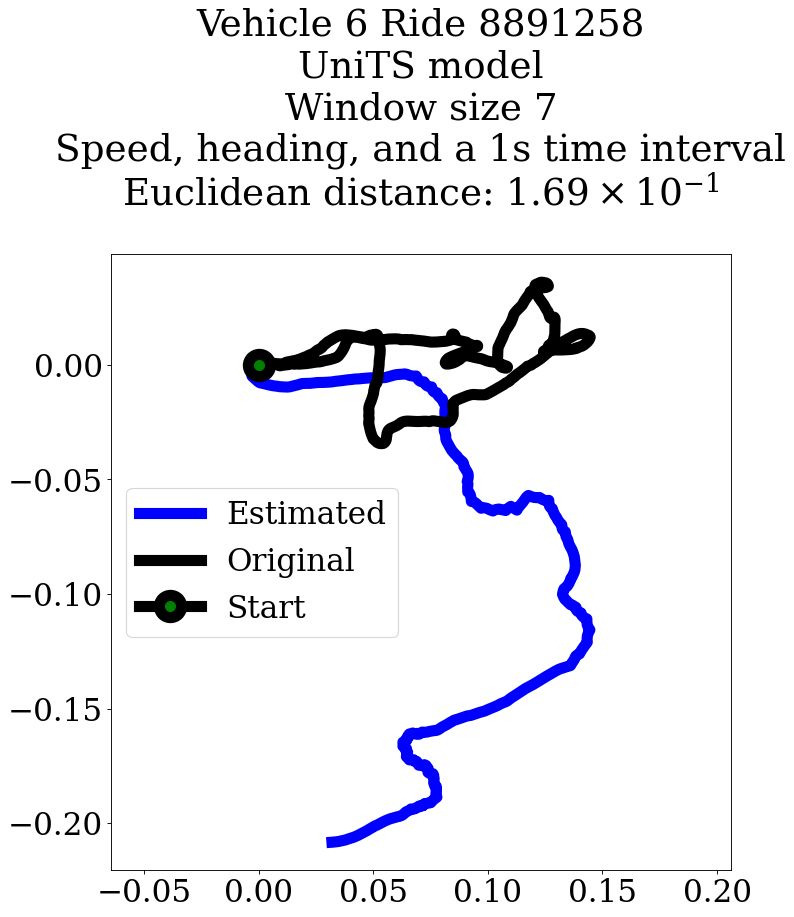 Vehicle 6 Ride 8891258
UniTS model
Window size 7
Speed, heading, and a 1s time interval
Euclidean distance: 1.69 × 10⁻¹
0.00
−0.05
−0.10
−0.15
−0.20
Estimated
Original
Start
−0.05 0.00 0.05 0.10 0.15 0.20